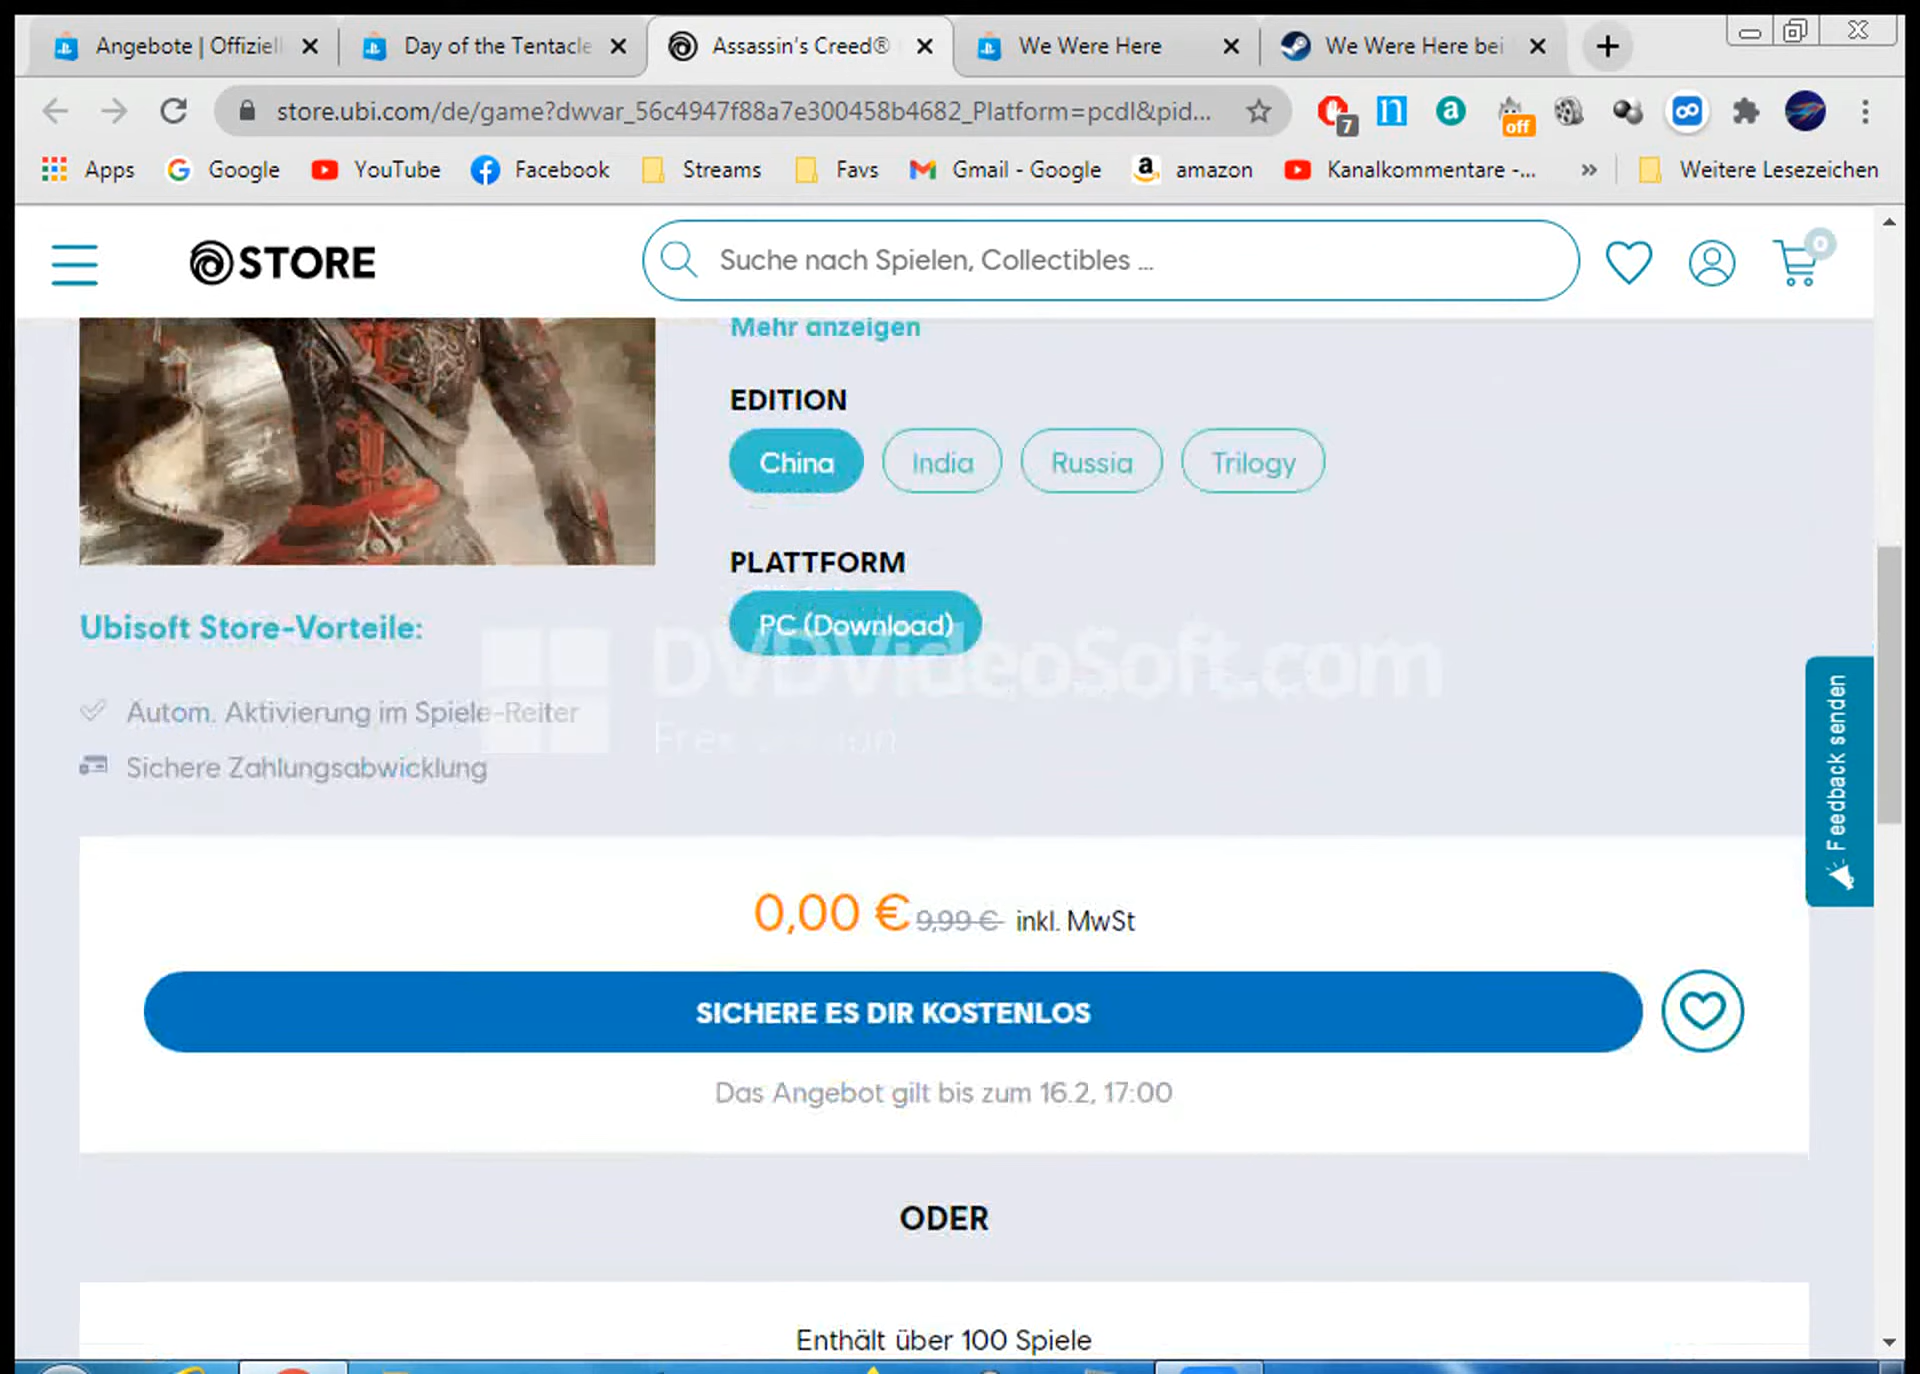 Angebote | Offiziell
Day of the Tentacle
Assassin's Creed®
We Were Here
We Were Here bei
store.ubi.com/de/game?dwvar_56c4947f88a7e300458b4682_Platform=pcdl&pid...
7
n
a
off
Apps
Google
YouTube
Facebook
Streams
Favs
Gmail - Google
a
amazon
Kanalkommentare -...
»
Weitere Lesezeichen
STORE
Suche nach Spielen, Collectibles ...
0
Mehr anzeigen
EDITION
China
India
Russia
Trilogy
PLATTFORM
PC (Download)
Ubisoft Store-Vorteile:
DVDVideoSoft.com
Autom. Aktivierung im Spiele-Reiter
Sichere Zahlungsabwicklung
Feedback senden
0,00 € 9,99 € inkl. MwSt
SICHERE ES DIR KOSTENLOS
Das Angebot gilt bis zum 16.2, 17:00
ODER
Enthält über 100 Spiele